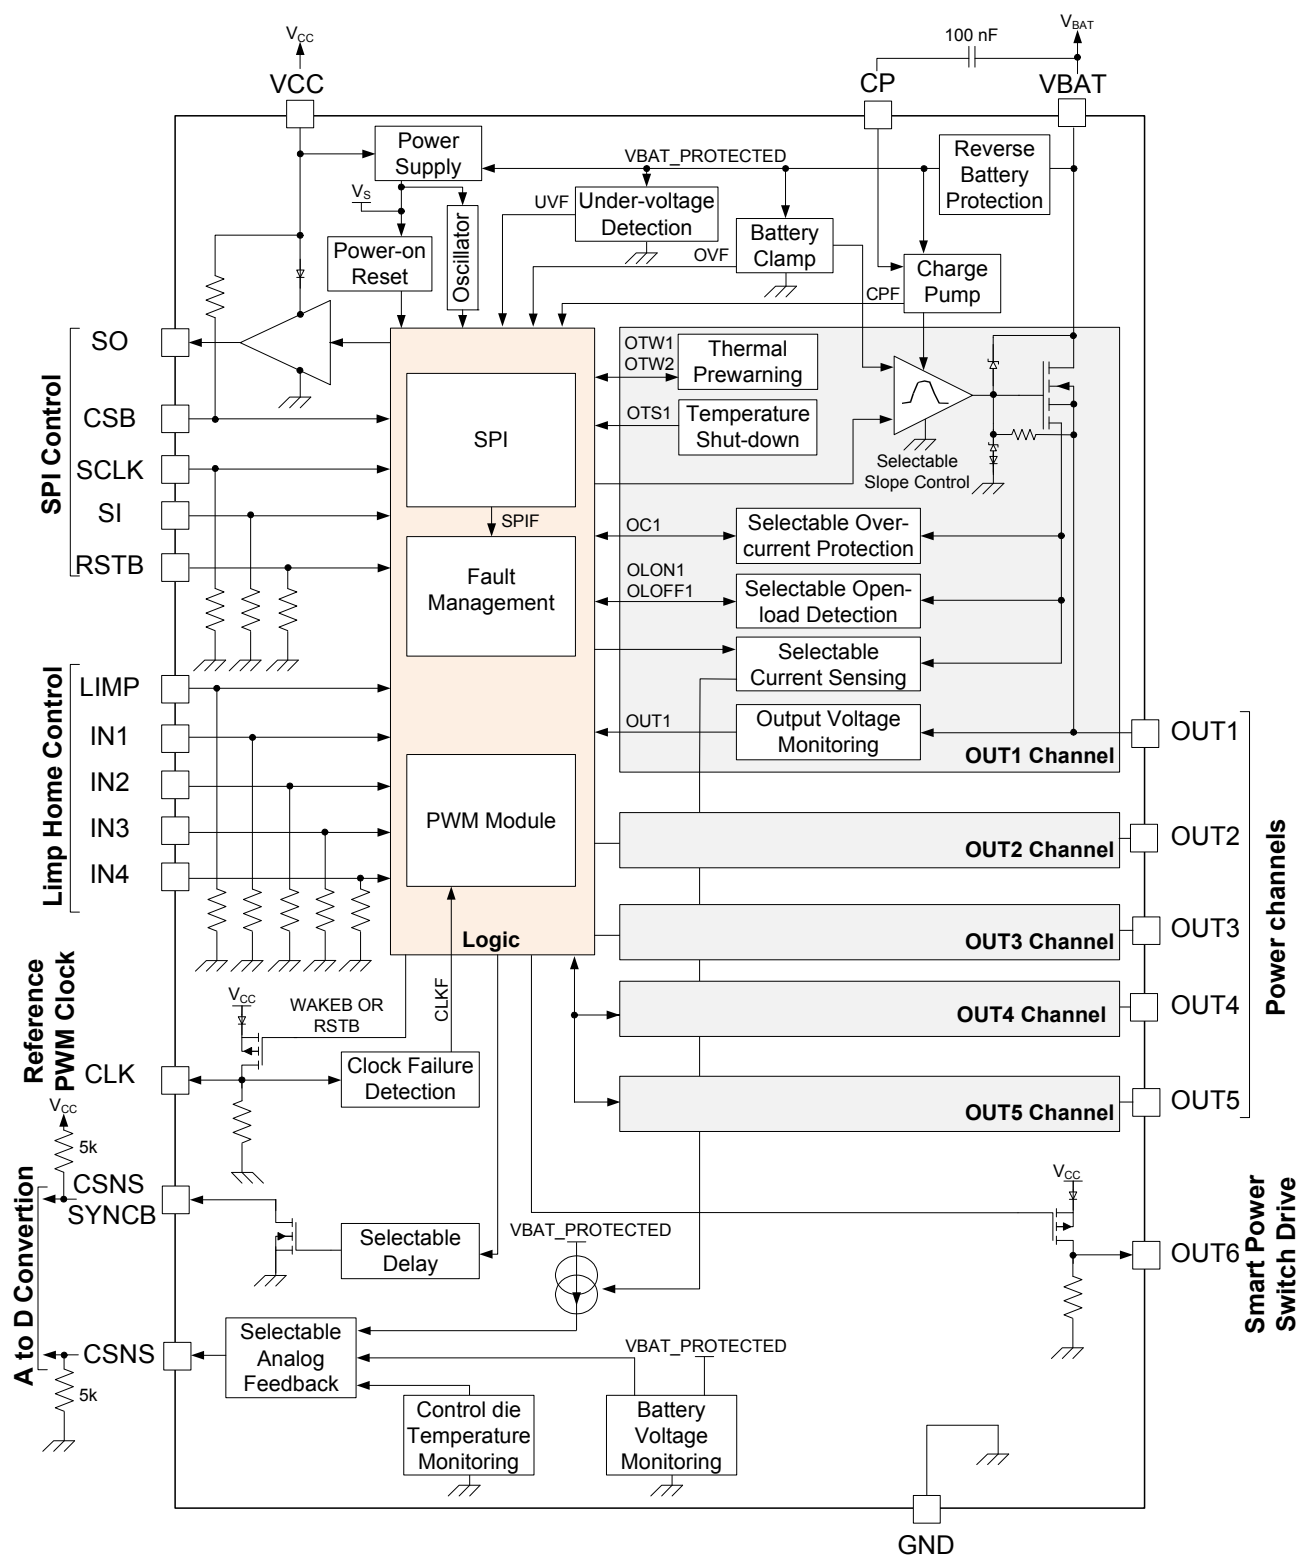 VCC
100 nF
VBAT
VCC
CP
VBAT
Power
Supply
VBAT_PROTECTED
Reverse
Battery
Protection
VS
UVF
Under-voltage
Detection
Oscillator
Power-on
Reset
OVF
Battery
Clamp
CPF
Charge
Pump
SPI Control
SO
CSB
SCLK
SI
RSTB
SPI
SPIF
Fault
Management
OTW1
OTW2
Thermal
Prewarning
OTS1
Temperature
Shut-down
Selectable
Slope Control
OC1
Selectable Over-
current Protection
OLON1
OLOFF1
Selectable Open-
load Detection
Selectable
Current Sensing
OUT1
Output Voltage
Monitoring
OUT1 Channel
Limp Home Control
LIMP
IN1
IN2
IN3
IN4
PWM Module
Logic
OUT2 Channel
OUT3 Channel
OUT4 Channel
OUT5 Channel
Power channels
OUT1
OUT2
OUT3
OUT4
OUT5
Reference
PWM Clock
VCC
WAKEB OR
RSTB
CLKF
CLK
Clock Failure
Detection
VCC
5k
A to D Convertion
CSNS
SYNCB
Selectable
Delay
VBAT_PROTECTED
VCC
OUT6
Smart Power
Switch Drive
CSNS
5k
Selectable
Analog
Feedback
VBAT_PROTECTED
Control die
Temperature
Monitoring
Battery
Voltage
Monitoring
GND